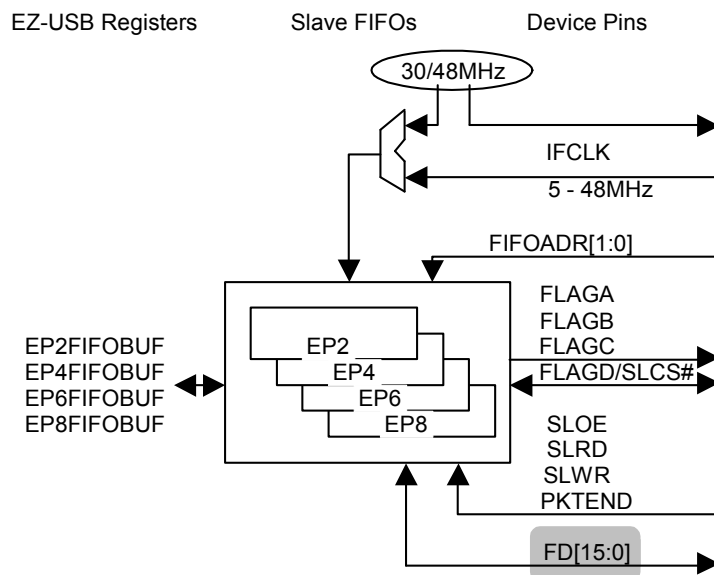 EZ-USB Registers
Slave FIFOs
Device Pins
30/48MHz
IFCLK
5 - 48MHz
FIFOADR[1:0]
FLAGA
FLAGB
FLAGC
FLAGD/SLCS#
EP2FIFOBUF
EP4FIFOBUF
EP6FIFOBUF
EP8FIFOBUF
EP2
EP4
EP6
EP8
SLOE
SLRD
SLWR
PKTEND
FD[15:0]